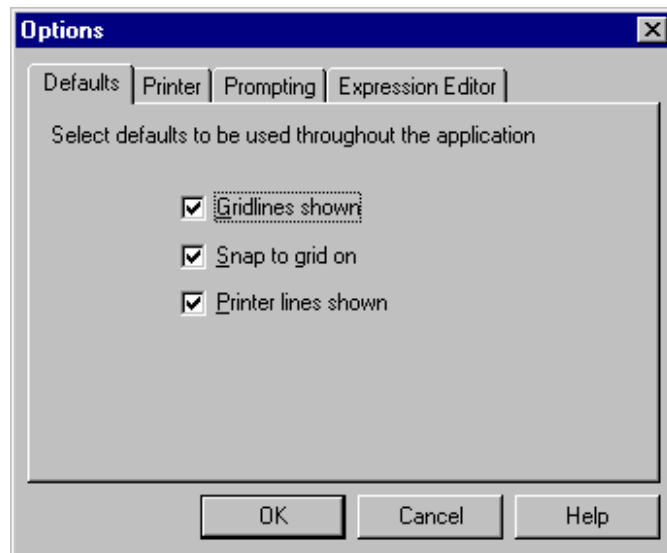 Options
Defaults Printer Prompting Expression Editor
Select defaults to be used throughout the application
Gridlines shown
Snap to grid on
Printer lines shown
OK Cancel Help